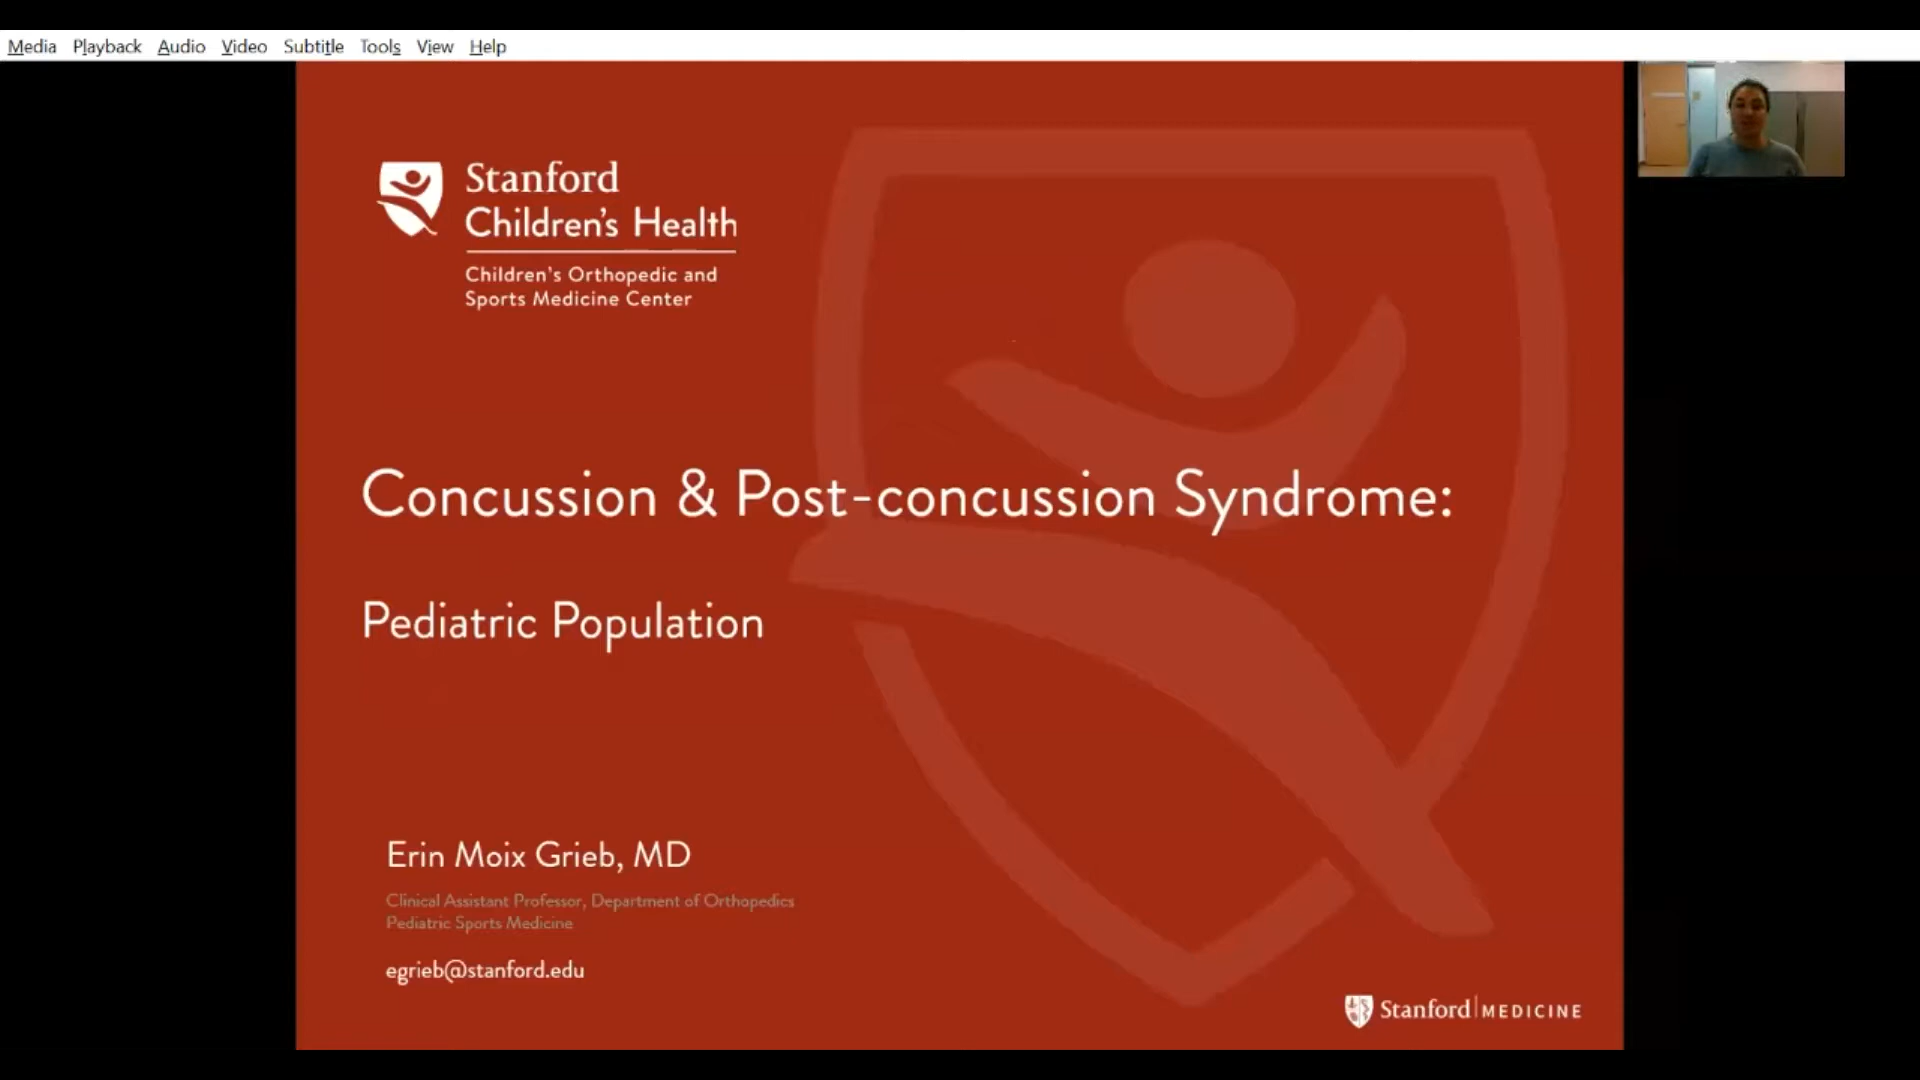 Media Playback Audio Video Subtitle Tools View Help
Stanford
Children's Health
Children's Orthopedic and
Sports Medicine Center
Concussion & Post-concussion Syndrome:
Pediatric Population
Erin Moix Grieb, MD
Clinical Assistant Professor, Department of Orthopedics
Pediatric Sports Medicine
egrieb@stanford.edu
Stanford MEDICINE